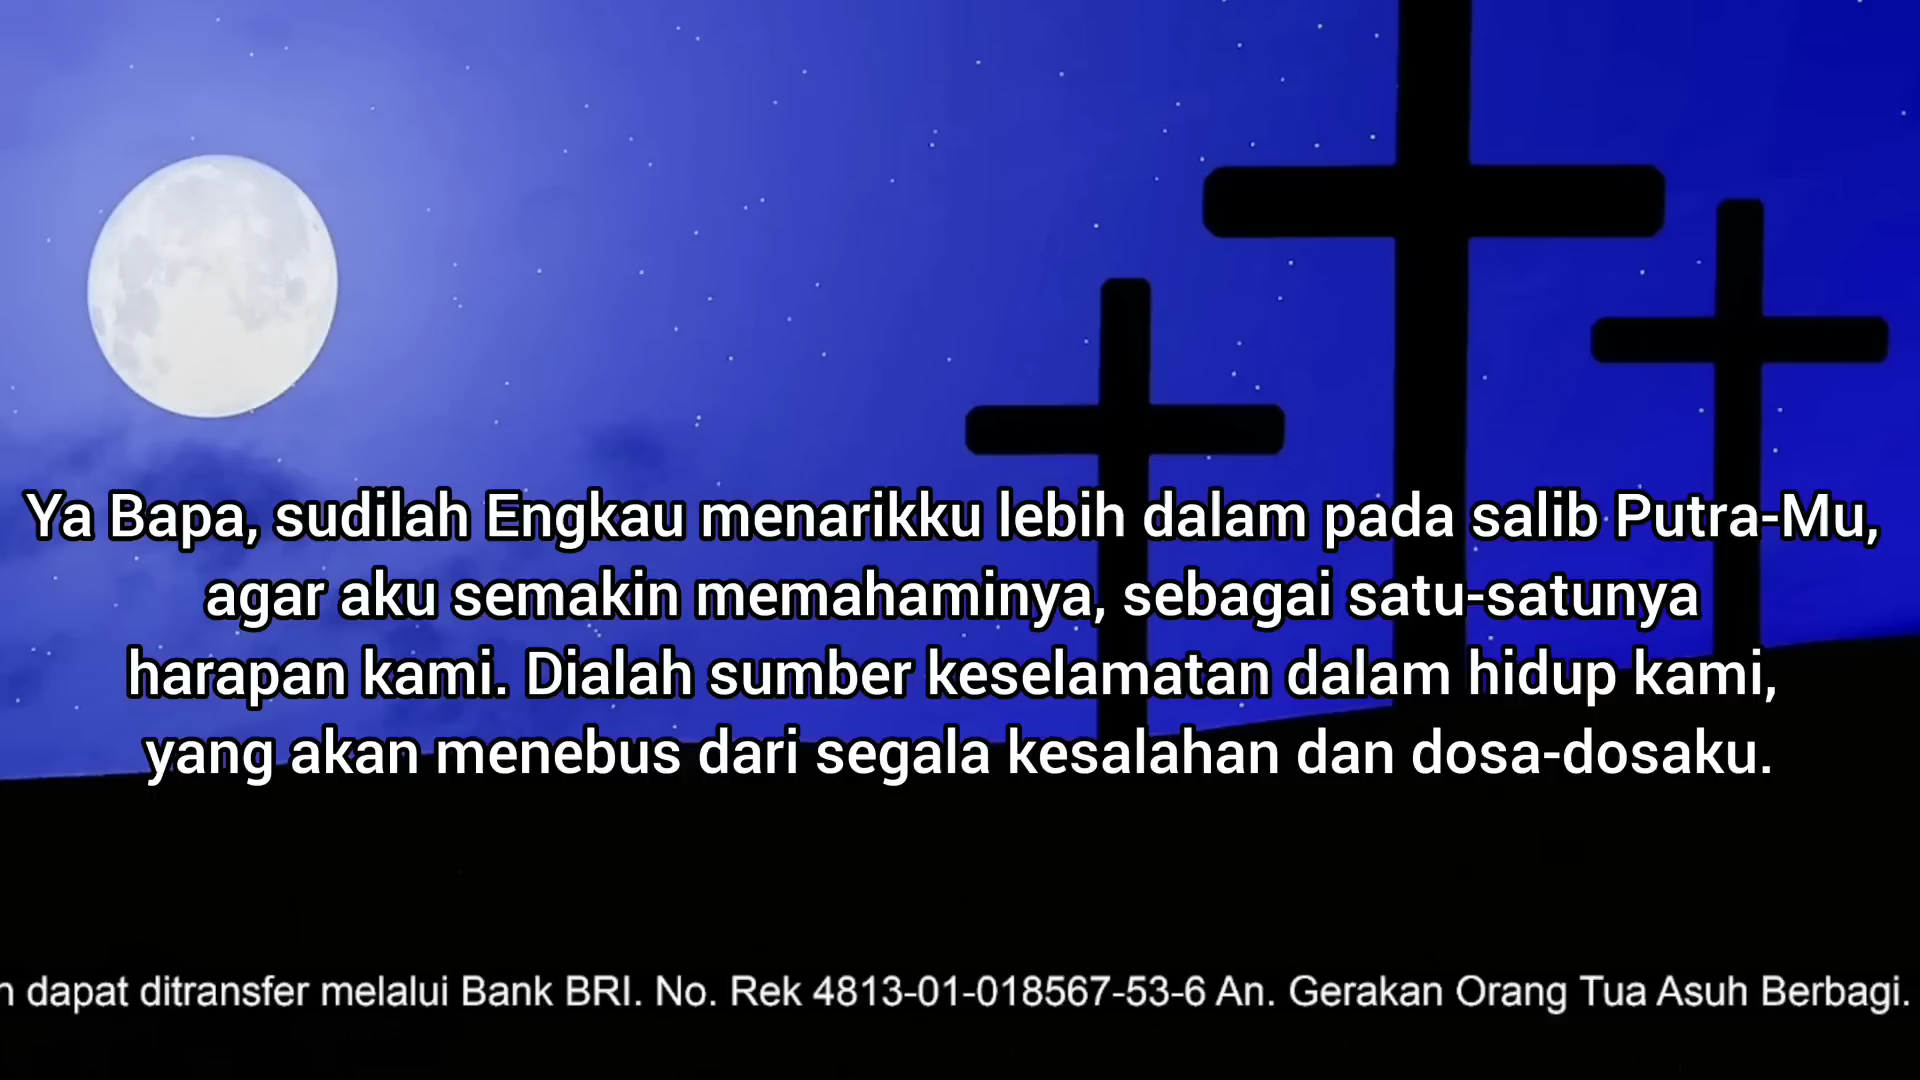 Ya Bapa, sudilah Engkau menarikku lebih dalam pada salib Putra-Mu,
agar aku semakin memahaminya, sebagai satu-satunya
harapan kami. Dialah sumber keselamatan dalam hidup kami,
yang akan menebus dari segala kesalahan dan dosa-dosaku.
dapat ditransfer melalui Bank BRI. No. Rek 4813-01-018567-53-6 An. Gerakan Orang Tua Asuh Berbagi.